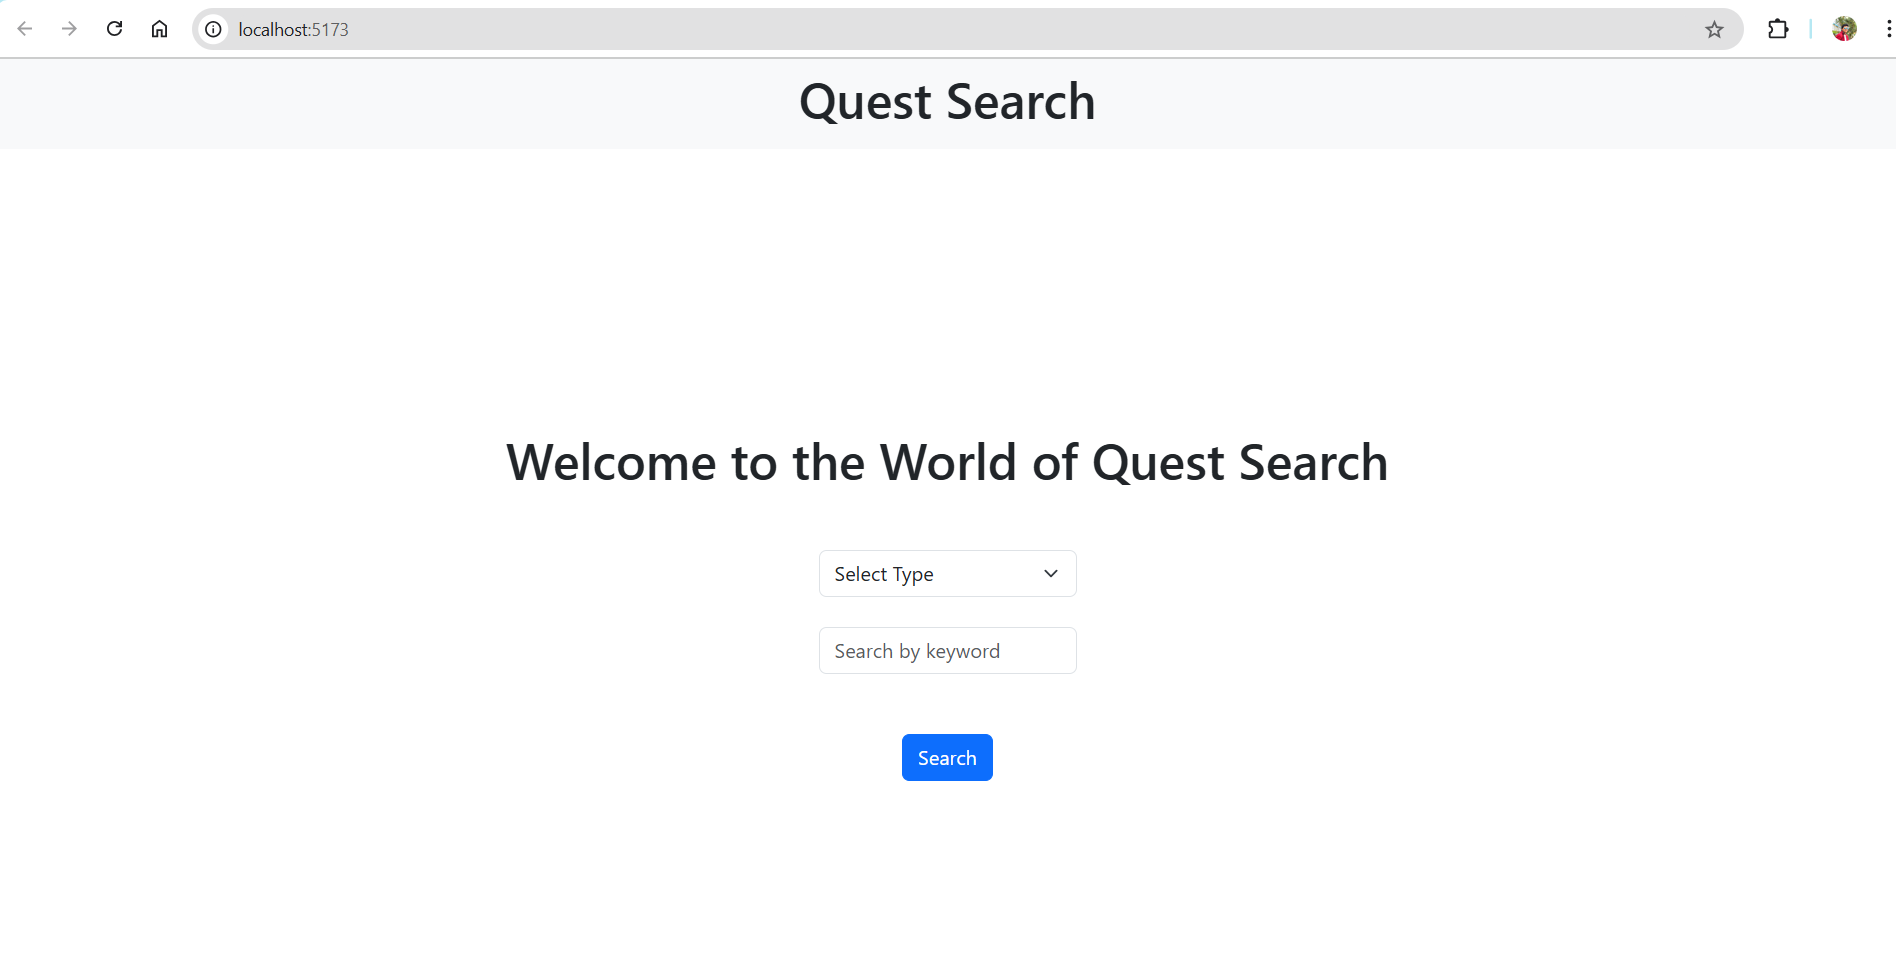 localhost:5173
Quest Search
Welcome to the World of Quest Search
Select Type
Search by keyword
Search